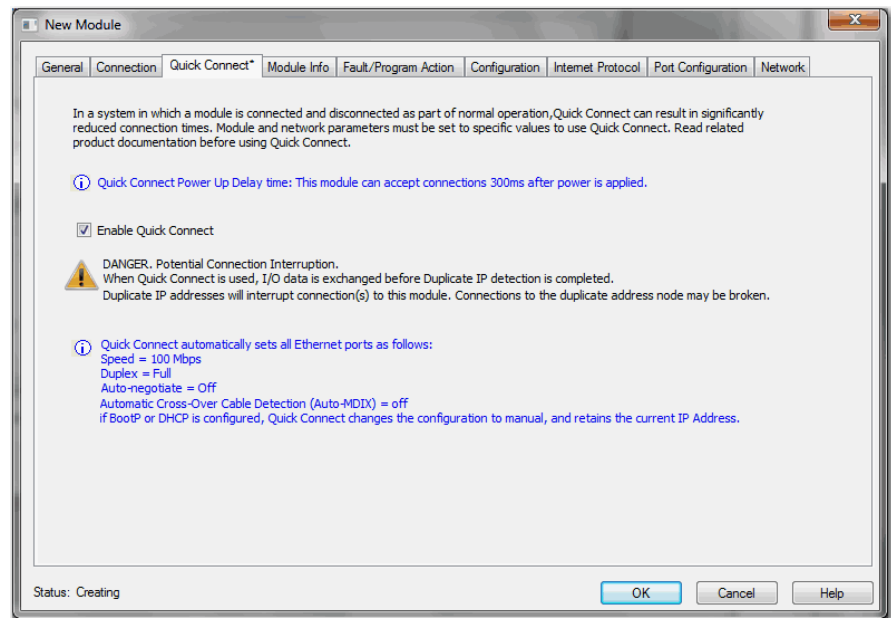 New Module
General Connection Quick Connect* Module Info Fault/Program Action Configuration Internet Protocol Port Configuration Network
In a system in which a module is connected and disconnected as part of normal operation,Quick Connect can result in significantly
reduced connection times. Module and network parameters must be set to specific values to use Quick Connect. Read related
product documentation before using Quick Connect.
Quick Connect Power Up Delay time: This module can accept connections 300ms after power is applied.
Enable Quick Connect
DANGER. Potential Connection Interruption.
When Quick Connect is used, I/O data is exchanged before Duplicate IP detection is completed.
Duplicate IP addresses will interrupt connection(s) to this module. Connections to the duplicate address node may be broken.
Quick Connect automatically sets all Ethernet ports as follows:
Speed = 100 Mbps
Duplex = Full
Auto-negotiate = Off
Automatic Cross-Over Cable Detection (Auto-MDIX) = off
if BootP or DHCP is configured, Quick Connect changes the configuration to manual, and retains the current IP Address.
Status: Creating
OK Cancel Help